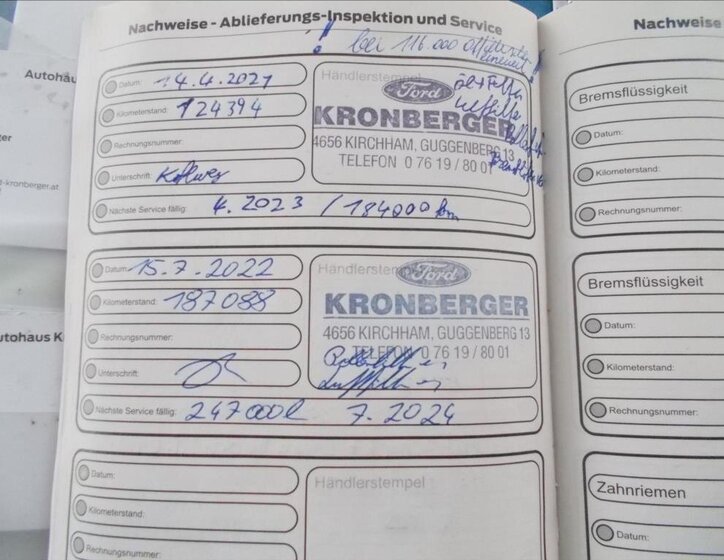 Nachweise - Ablieferungs-Inspektion und Service
Nachweise
! bei 116.000
Autohau
-kronberger.at
utohaus K
Datum: 14.4.2021
Kilometerstand: 124394
Rechnungsnummer:
Unterschrift:
Nächste Service fällig: 4.2023 / 184000 km
Händlerstempel
Ford
KRONBERGER
4656 KIRCHHAM, GUGGENBERG 13
TELEFON 0 76 19 / 80 01
Datum: 15.7.2022
Kilometerstand: 187088
Rechnungsnummer:
Unterschrift:
Nächste Service fällig: 247000 7.2024
Händlerstempel
Ford
KRONBERGER
4656 KIRCHHAM, GUGGENBERG 13
TELEFON 0 76 19 / 80 01
Datum:
Kilometerstand:
Rechnungsnummer:
Händlerstempel
Bremsflüssigkeit
Datum:
Kilometerstand:
Rechnungsnummer:
Bremsflüssigkeit
Datum:
Kilometerstand:
Rechnungsnummer:
Zahnriemen
Datum: